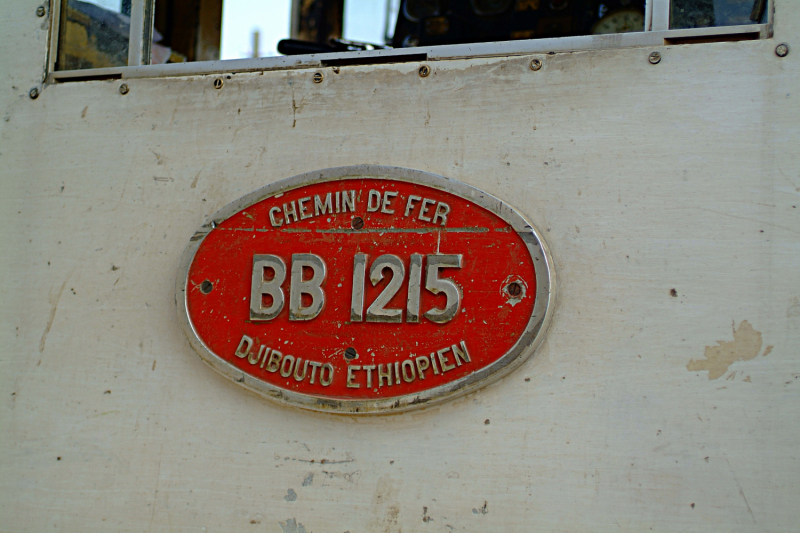 CHEMIN DE FER
BB 1215
DJIBOUTO ETHIOPIEN